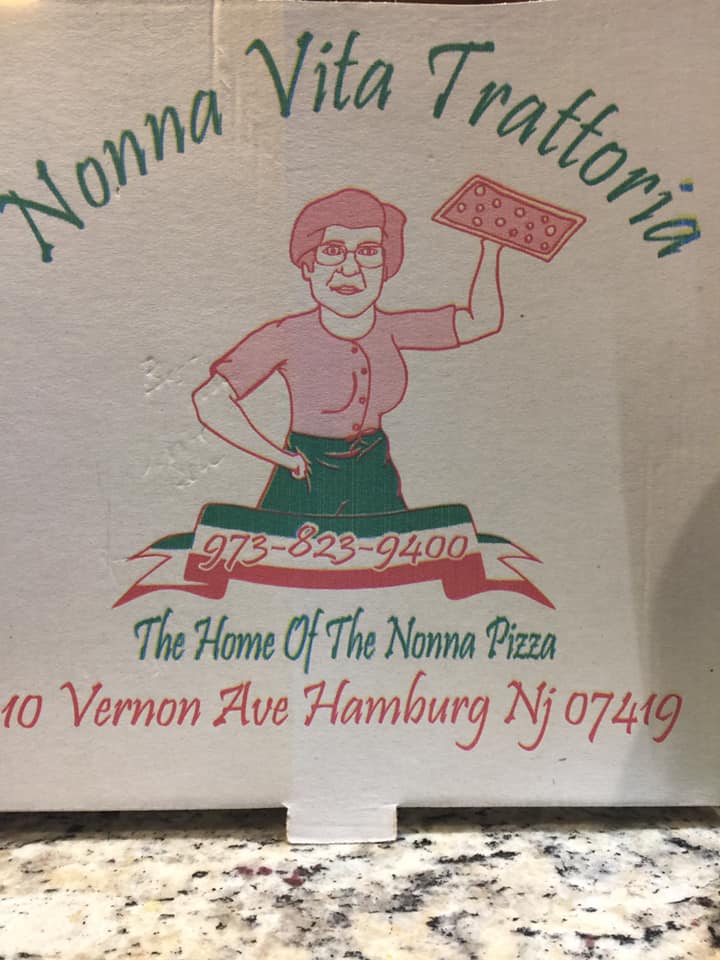 Nonna Vita Trattoria
973-823-9400
The Home Of The Nonna Pizza
10 Vernon Ave Hamburg Nj 07419